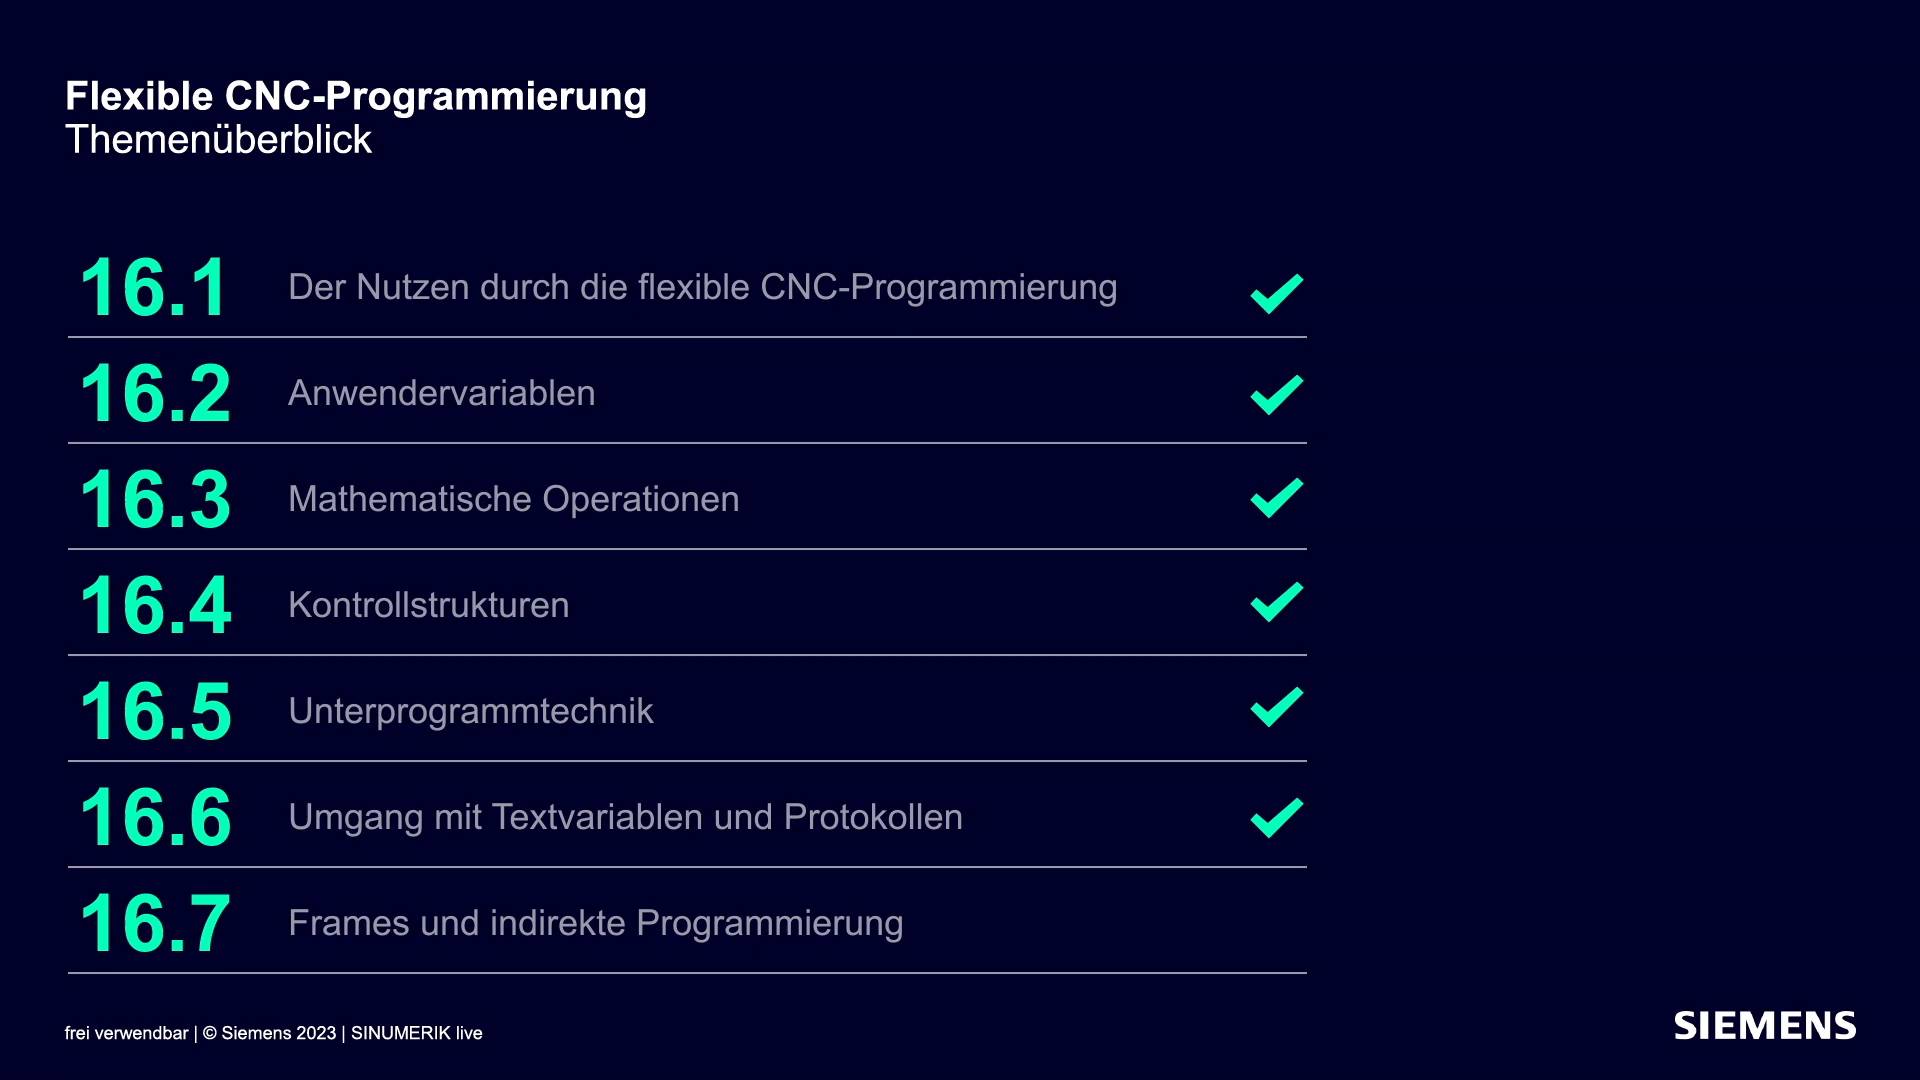 Flexible CNC-Programmierung
Themenüberblick
16.1 Der Nutzen durch die flexible CNC-Programmierung
16.2 Anwendervariablen
16.3 Mathematische Operationen
16.4 Kontrollstrukturen
16.5 Unterprogrammtechnik
16.6 Umgang mit Textvariablen und Protokollen
16.7 Frames und indirekte Programmierung
frei verwendbar | © Siemens 2023 | SINUMERIK live
SIEMENS